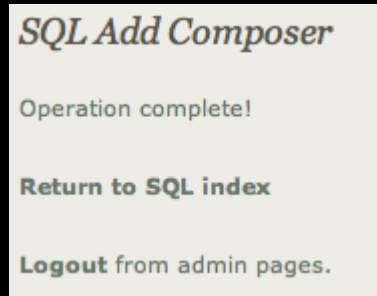 SQL Add Composer
Operation complete!
Return to SQL index
Logout from admin pages.